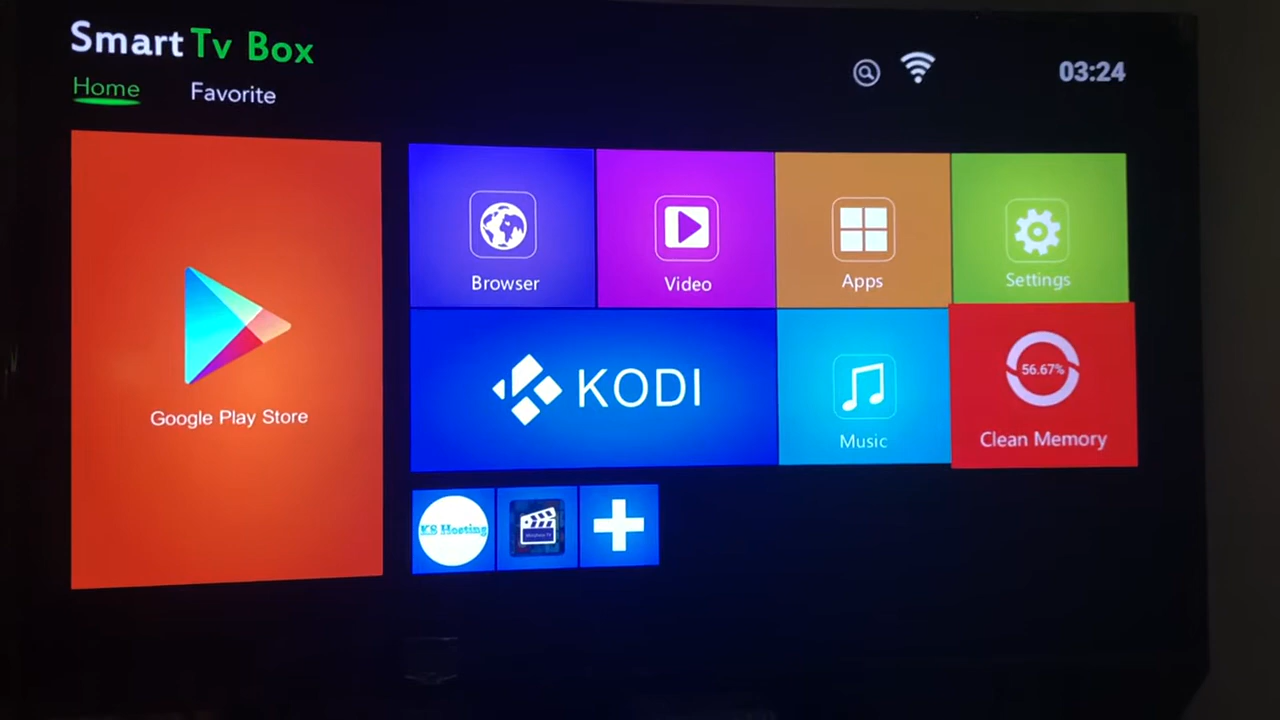 Smart Tv Box
Home Favorite
03:24
Google Play Store
Browser
Video
Apps
Settings
KODI
Music
56.67%
Clean Memory
KS Hosting